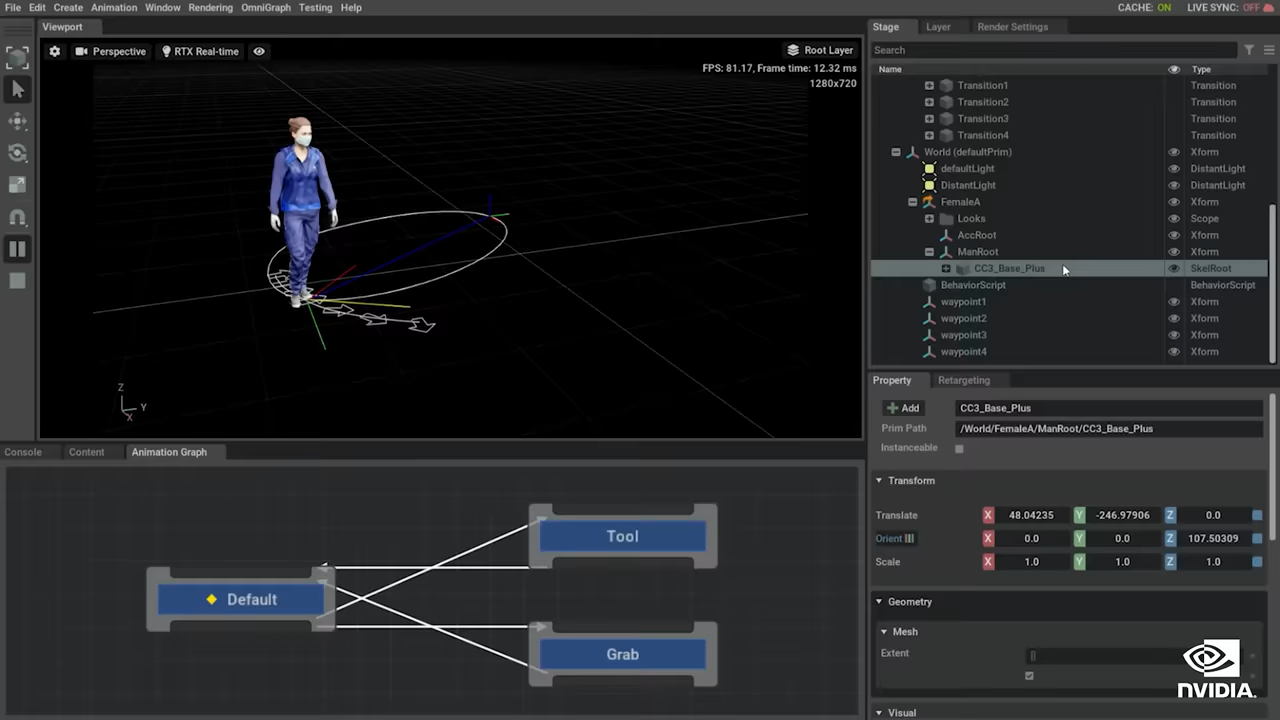 File Edit Create Animation Window Rendering OmniGraph Testing Help CACHE: ON LIVE SYNC: OFF
Viewport
Perspective RTX Real-time Root Layer
FPS: 81.17, Frame time: 12.32 ms
1280x720
Z
Y
X
Stage Layer Render Settings
Search
Name Type
Transition1 Transition
Transition2 Transition
Transition3 Transition
Transition4 Transition
World (defaultPrim) Xform
defaultLight DistantLight
DistantLight DistantLight
FemaleA Xform
Looks Scope
AccRoot Xform
ManRoot Xform
CC3_Base_Plus SkelRoot
BehaviorScript BehaviorScript
waypoint1 Xform
waypoint2 Xform
waypoint3 Xform
waypoint4 Xform
Property Retargeting
Add CC3_Base_Plus
Prim Path /World/FemaleA/ManRoot/CC3_Base_Plus
Instanceable
Transform
Translate X 48.04235 Y -246.97906 Z 0.0
Orient X 0.0 Y 0.0 Z 107.50309
Scale X 1.0 Y 1.0 Z 1.0
Geometry
Mesh
Extent []
Visual
Console Content Animation Graph
Tool
Default
Grab
NVIDIA.